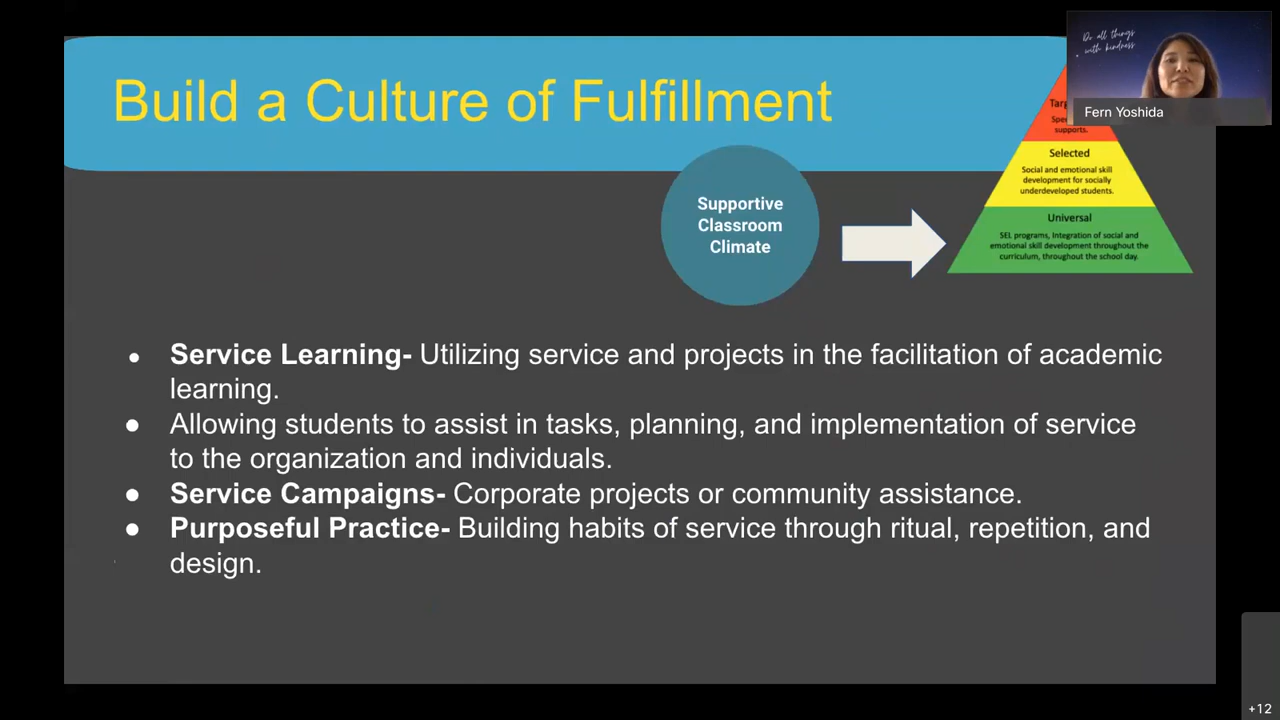 Build a Culture of Fulfillment
Do all things
with kindness
Fern Yoshida
supports.
Selected
Social and emotional skill
development for socially
underdeveloped students.
Universal
SEL programs, Integration of social and
emotional skill development throughout the
curriculum, throughout the school day.
Supportive
Classroom
Climate
● Service Learning- Utilizing service and projects in the facilitation of academic
learning.
● Allowing students to assist in tasks, planning, and implementation of service
to the organization and individuals.
● Service Campaigns- Corporate projects or community assistance.
● Purposeful Practice- Building habits of service through ritual, repetition, and
design.
+12